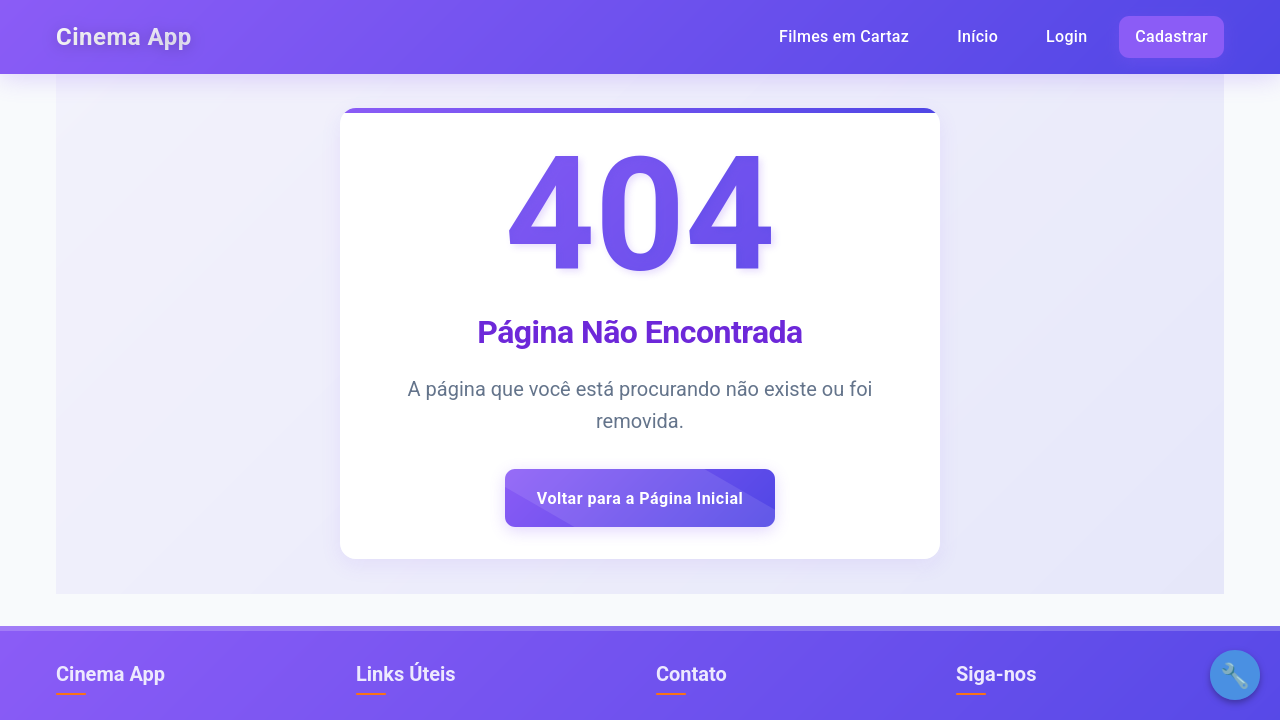 Cinema App
Filmes em Cartaz
Início
Login
Cadastrar
404
Página Não Encontrada
A página que você está procurando não existe ou foi
removida.
Voltar para a Página Inicial
Cinema App
Links Úteis
Contato
Siga-nos